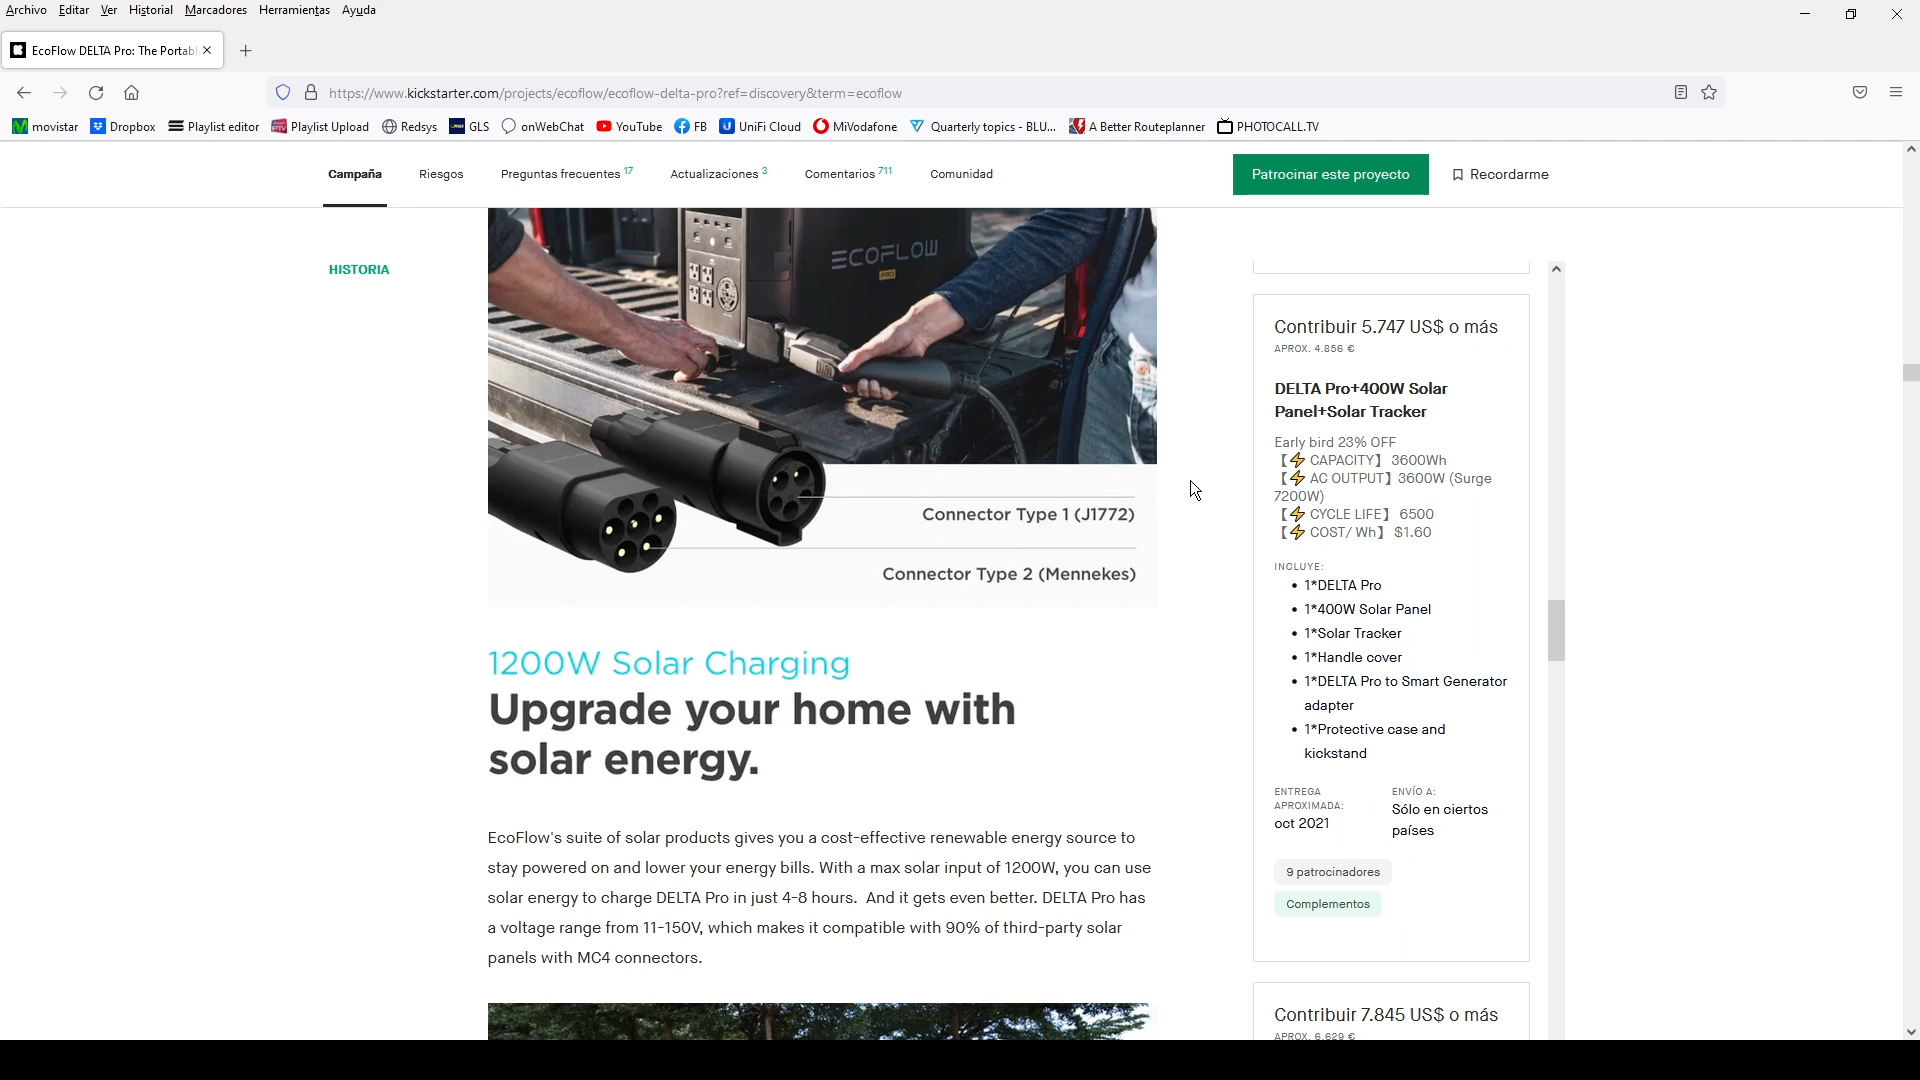 Archivo Editar Ver Historial Marcadores Herramientas Ayuda
EcoFlow DELTA Pro: The Portabl
https://www.kickstarter.com/projects/ecoflow/ecoflow-delta-pro?ref=discovery&term=ecoflow
movistar Dropbox Playlist editor Playlist Upload Redsys GLS onWebChat YouTube FB UniFi Cloud MiVodafone Quarterly topics - BLU... A Better Routeplanner PHOTOCALL.TV
Campaña Riesgos Preguntas frecuentes 17 Actualizaciones 3 Comentarios 711 Comunidad Patrocinar este proyecto Recordarme
HISTORIA
ECOFLOW
PRO
Connector Type 1 (J1772)
Connector Type 2 (Mennekes)
1200W Solar Charging
Upgrade your home with
solar energy.
EcoFlow's suite of solar products gives you a cost-effective renewable energy source to
stay powered on and lower your energy bills. With a max solar input of 1200W, you can use
solar energy to charge DELTA Pro in just 4-8 hours. And it gets even better. DELTA Pro has
a voltage range from 11-150V, which makes it compatible with 90% of third-party solar
panels with MC4 connectors.
Contribuir 5.747 US$ o más
APROX. 4.856 €
DELTA Pro+400W Solar
Panel+Solar Tracker
Early bird 23% OFF
【⚡ CAPACITY】 3600Wh
【⚡ AC OUTPUT】3600W (Surge
7200W)
【⚡ CYCLE LIFE】 6500
【⚡ COST/ Wh】 $1.60
INCLUYE:
• 1*DELTA Pro
• 1*400W Solar Panel
• 1*Solar Tracker
• 1*Handle cover
• 1*DELTA Pro to Smart Generator
adapter
• 1*Protective case and
kickstand
ENTREGA
APROXIMADA:
oct 2021
ENVÍO A:
Sólo en ciertos
países
9 patrocinadores
Complementos
Contribuir 7.845 US$ o más
APROX. 6.629 €